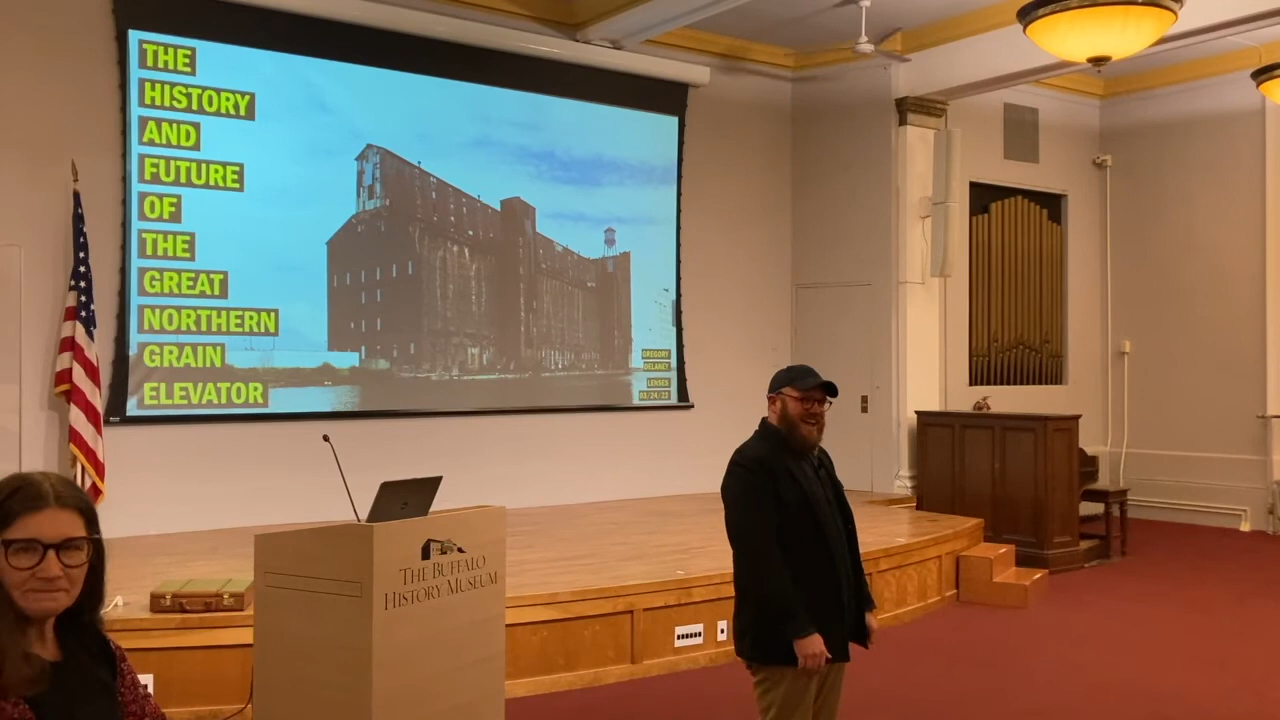 THE
HISTORY
AND
FUTURE
OF
THE
GREAT
NORTHERN
GRAIN
ELEVATOR
GREGORY
DELANEY
LENSES
03/24/22
THE BUFFALO
HISTORY MUSEUM